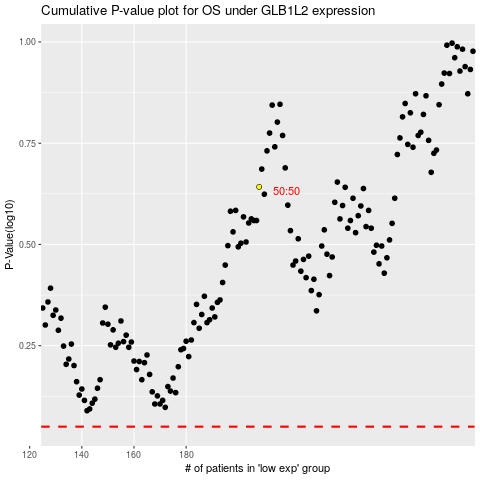 Cumulative P-value plot for OS under GLB1L2 expression
1.00
0.75
0.50
0.25
P-Value(log10)
50:50
120 140 160 180
# of patients in 'low exp' group